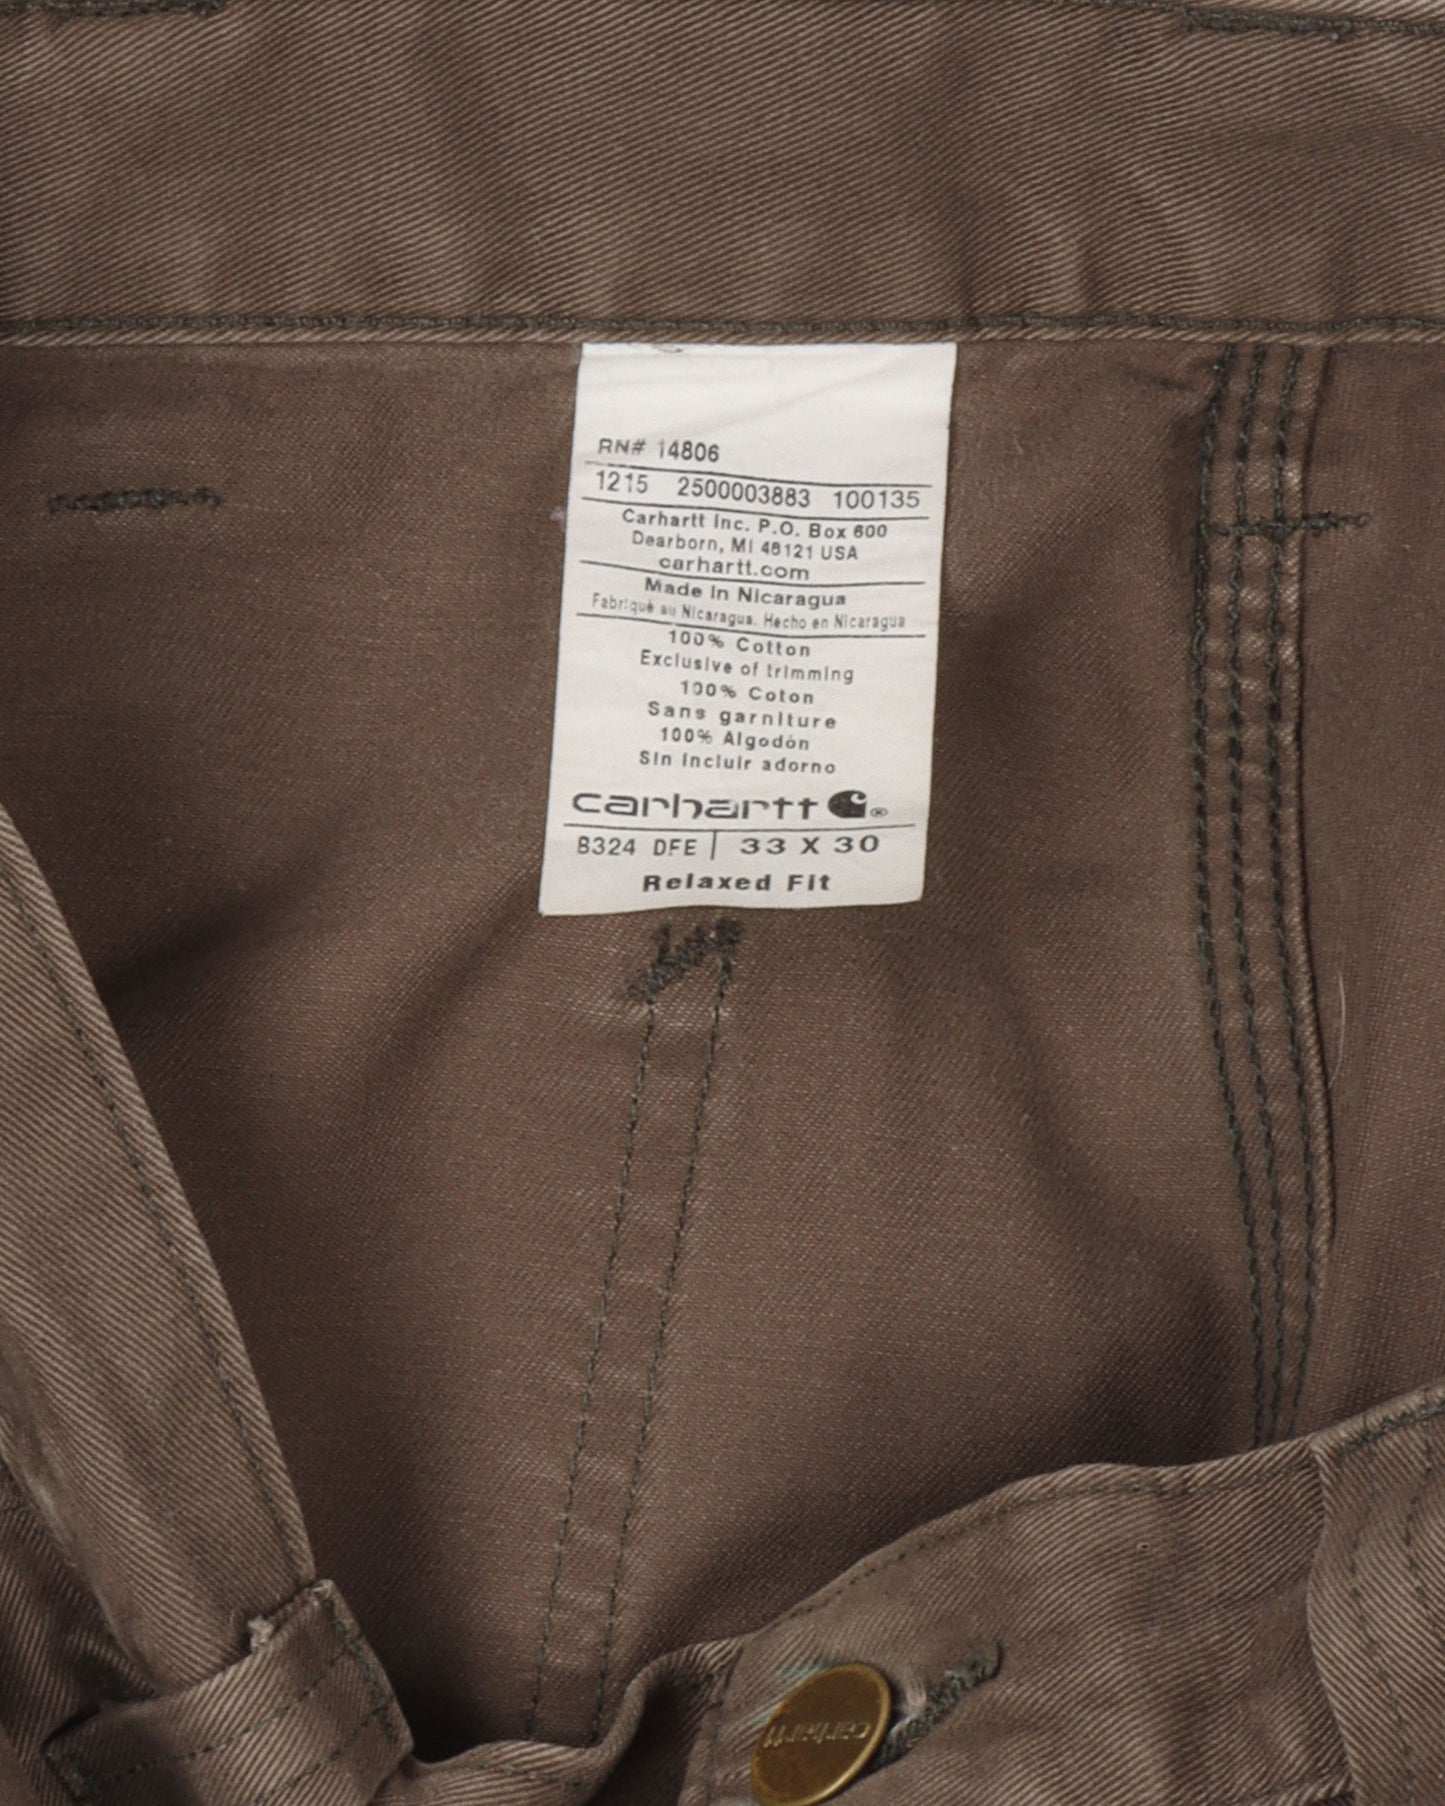 RN# 14806
1215 2500003883 100135
Carhartt Inc. P.O. Box 600
Dearborn, MI 48121 USA
carhartt.com
Made In Nicaragua
Fabriqué au Nicaragua. Hecho en Nicaragua
100% Cotton
Exclusive of trimming
100% Coton
Sans garniture
100% Algodón
Sin incluir adorno
carhartt®
B324 DFE | 33 X 30
Relaxed Fit
carhartt